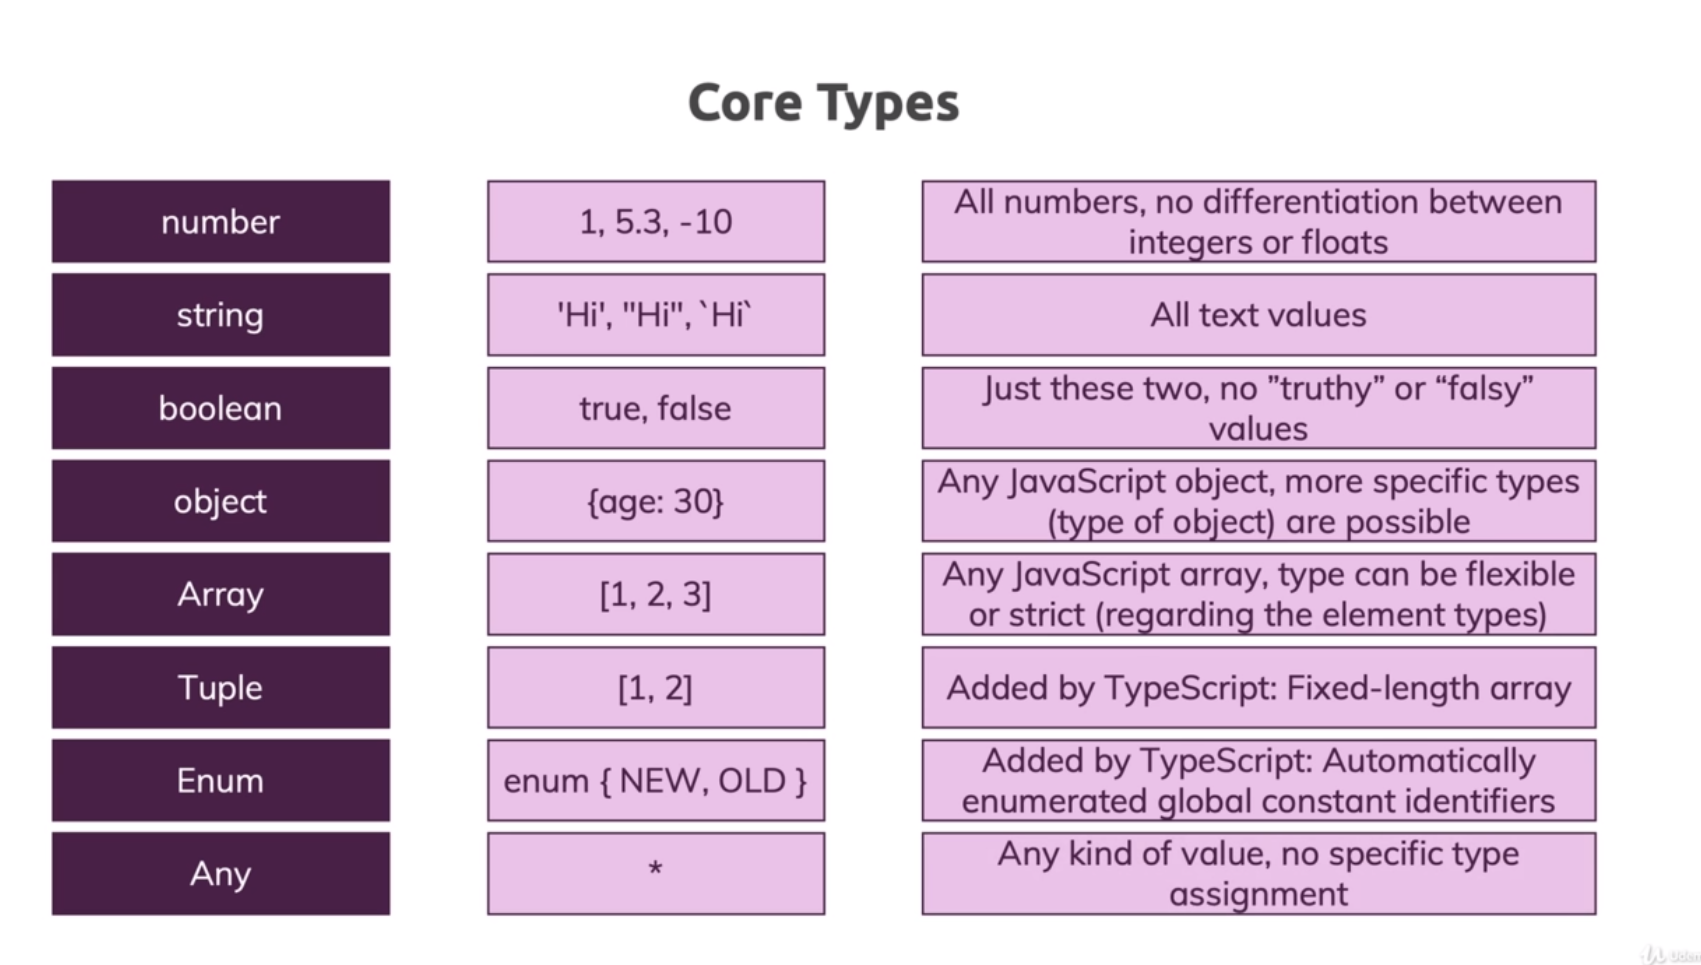 Core Types
number
1, 5.3, -10
All numbers, no differentiation between
integers or floats
string
'Hi', "Hi", `Hi`
All text values
boolean
true, false
Just these two, no ”truthy” or “falsy”
values
object
{age: 30}
Any JavaScript object, more specific types
(type of object) are possible
Array
[1, 2, 3]
Any JavaScript array, type can be flexible
or strict (regarding the element types)
Tuple
[1, 2]
Added by TypeScript: Fixed-length array
Enum
enum { NEW, OLD }
Added by TypeScript: Automatically
enumerated global constant identifiers
Any
*
Any kind of value, no specific type
assignment